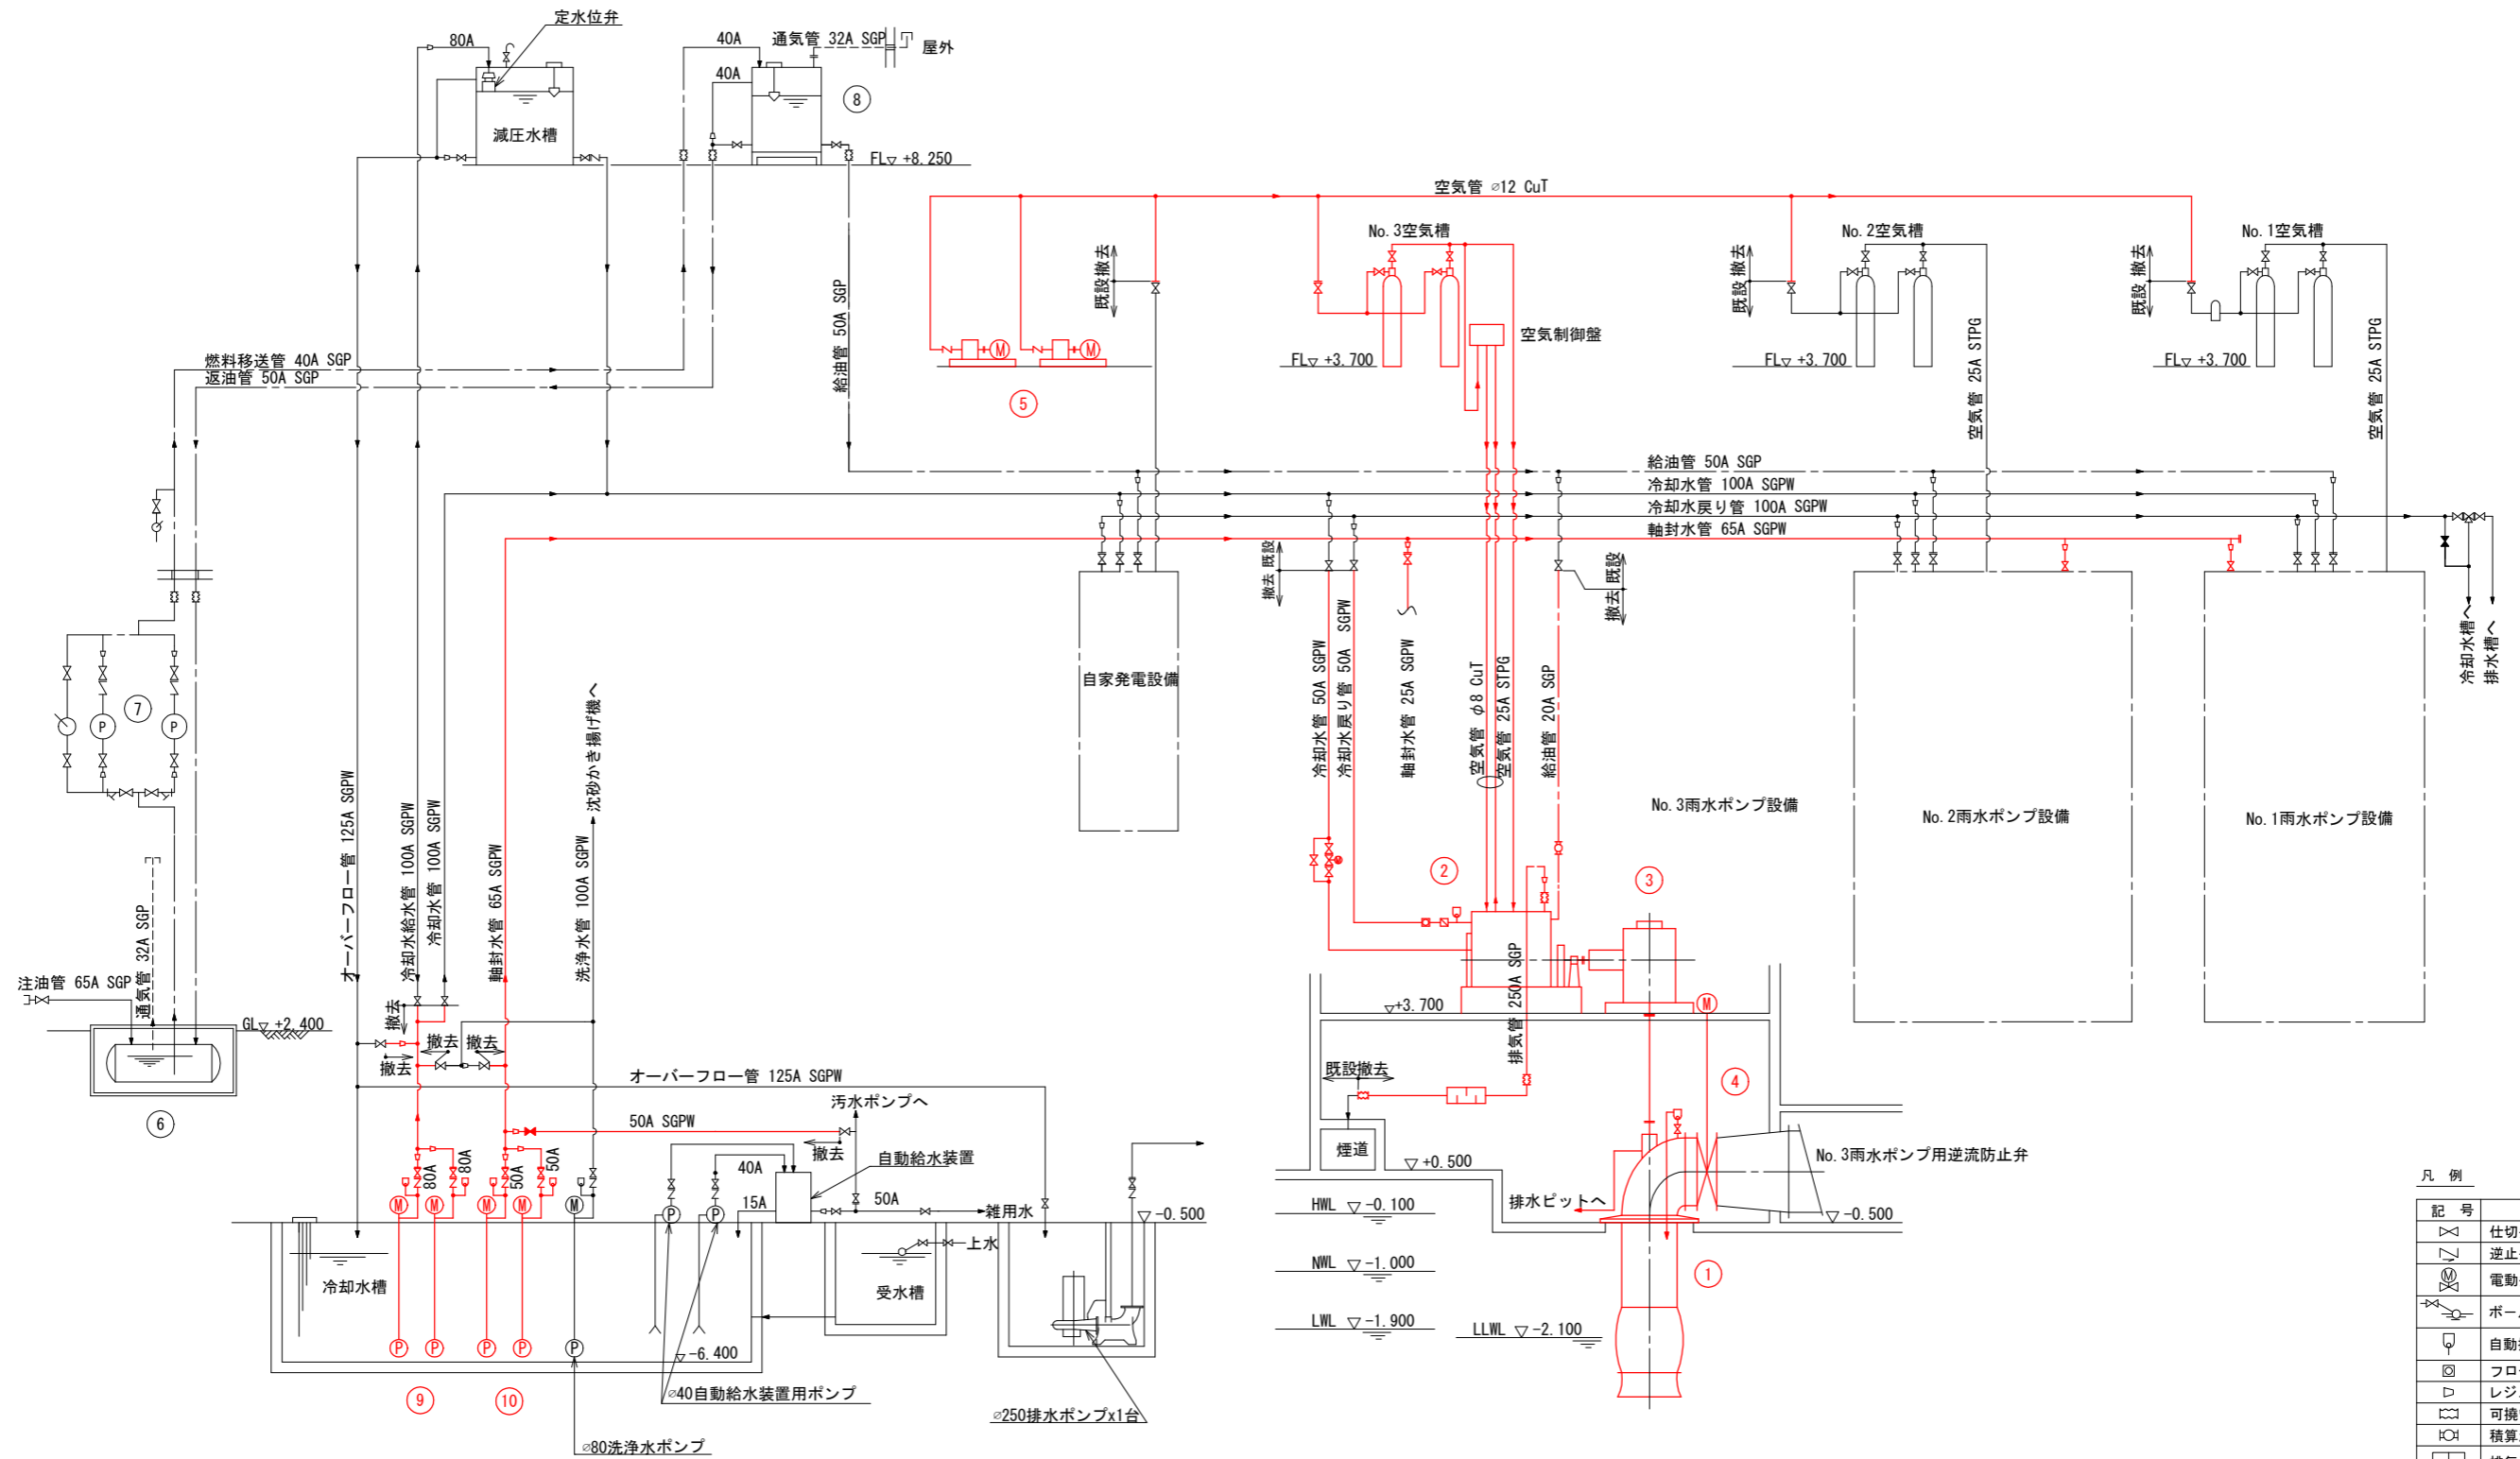 定水位弁
80A
減圧水槽
40A
通気管 32A SGP
屋外
40A
⑧
FL▽ +8.250
空気管 ⌀12 CuT
No.3空気槽
No.2空気槽
No.1空気槽
既設撤去
既設 撤去
既設 撤去
空気制御盤
FL▽ +3.700
FL▽ +3.700
FL▽ +3.700
⑤
給油管 50A SGP
空気管 25A STPG
空気管 25A STPG
燃料移送管 40A SGP
返油管 50A SGP
給油管 50A SGP
冷却水管 100A SGPW
冷却水戻り管 100A SGPW
軸封水管 65A SGPW
撤去 既設
撤去 既設
冷却水槽へ
排水槽へ
自家発電設備
冷却水管 50A SGPW
冷却水戻り管 50A SGPW
軸封水管 25A SGPW
空気管 φ8 CuT
空気管 25A STPG
給油管 20A SGP
No.3雨水ポンプ設備
No.2雨水ポンプ設備
No.1雨水ポンプ設備
⑦
P
P
オーバーフロー管 125A SGPW
冷却水給水管 100A SGPW
冷却水管 100A SGPW
軸封水管 65A SGPW
洗浄水管 100A SGPW
沈砂かき揚げ機へ
通気管 32A SGP
注油管 65A SGP
GL▽ +2.400
⑥
撤去
撤去
撤去
撤去
②
③
排気管 250A SGP
▽+3.700
M
④
既設撤去
煙道
オーバーフロー管 125A SGPW
汚水ポンプへ
50A SGPW
撤去
自動給水装置
80A
80A
50A
50A
40A
15A
50A
雑用水
上水
M
M
M
M
M
P
P
▽ -0.500
冷却水槽
受水槽
P
P
P
P
P
▽-6.400
⑨
⑩
⌀40自動給水装置用ポンプ
⌀250排水ポンプx1台
⌀80洗浄水ポンプ
▽ +0.500
排水ピットへ
No.3雨水ポンプ用逆流防止弁
HWL ▽ -0.100
▽ -0.500
NWL ▽ -1.000
①
LWL ▽ -1.900
LLWL ▽ -2.100
凡 例
記 号
仕切
逆止
M
電動
ボー
自動
フロ
レジ
可撓
積算